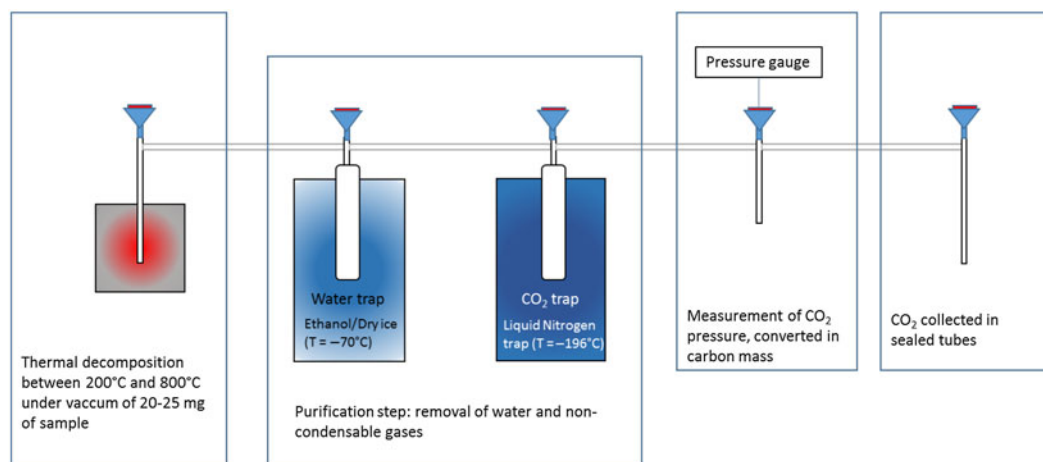 Pressure gauge
Water trap
Ethanol/Dry ice
(T = −70°C)
CO₂ trap
Liquid Nitrogen
trap (T = −196°C)
Thermal decomposition
between 200°C and 800°C
under vaccum of 20-25 mg
of sample
Purification step: removal of water and non-
condensable gases
Measurement of CO₂
pressure, converted in
carbon mass
CO₂ collected in
sealed tubes